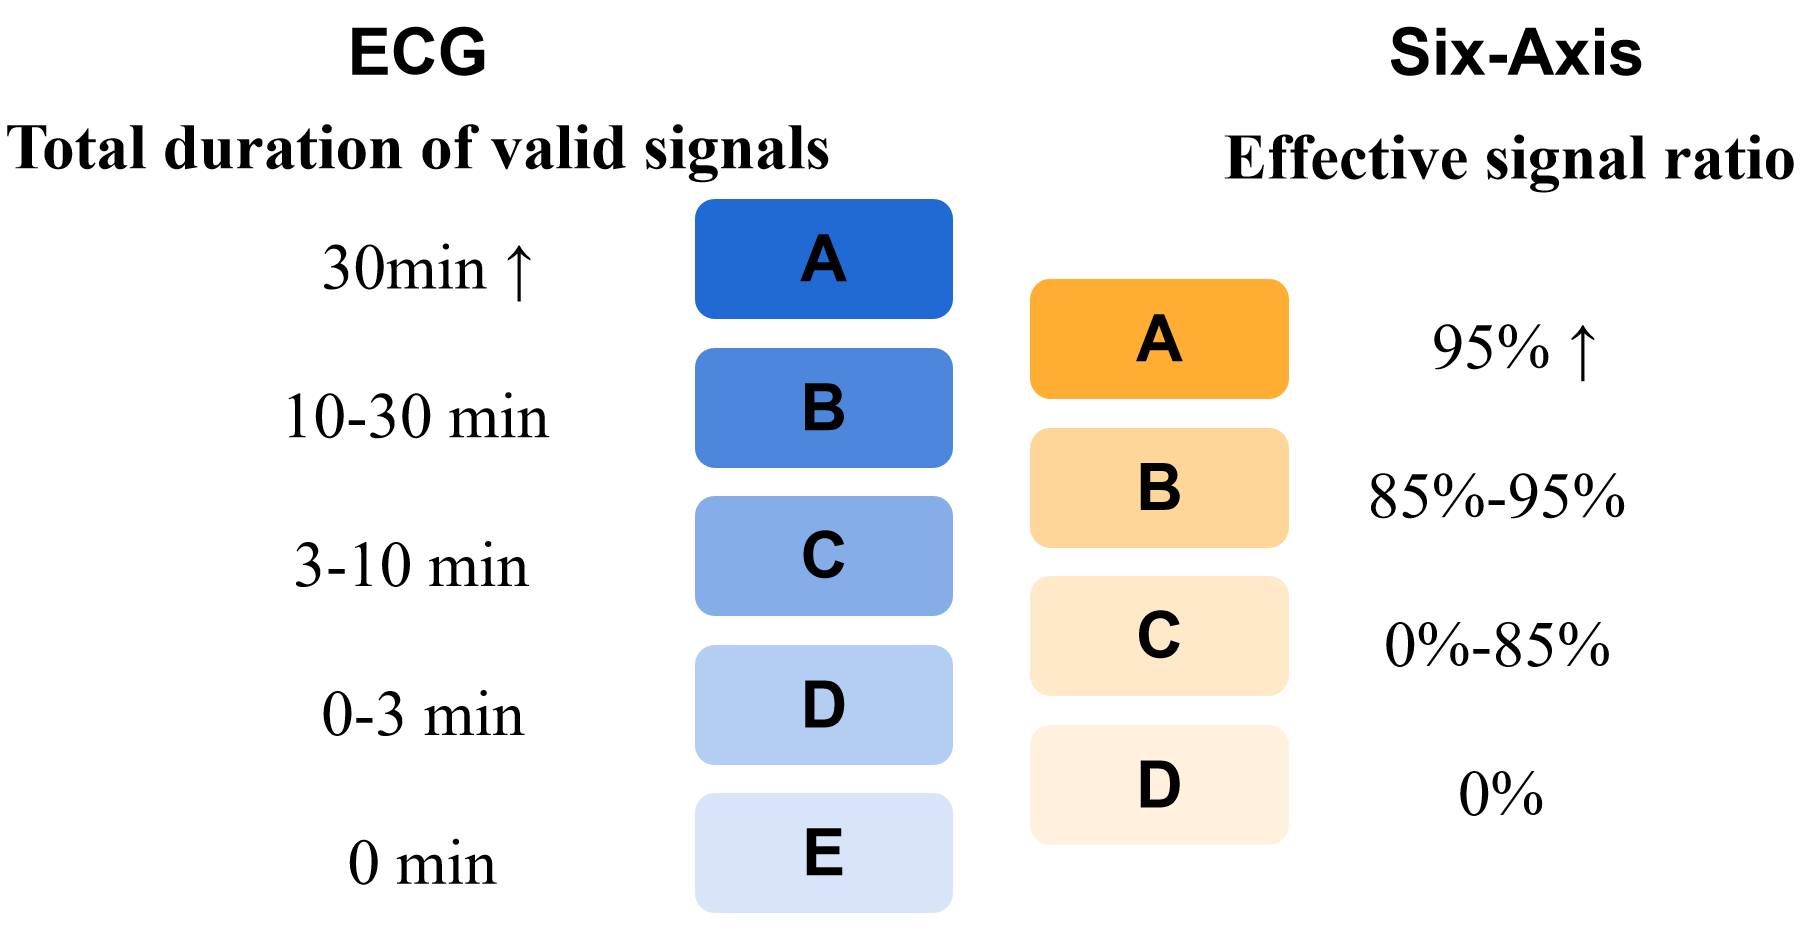 ECG
Total duration of valid signals
30min ↑
A
10-30 min
B
3-10 min
C
0-3 min
D
0 min
E
Six-Axis
Effective signal ratio
A
95% ↑
B
85%-95%
C
0%-85%
D
0%